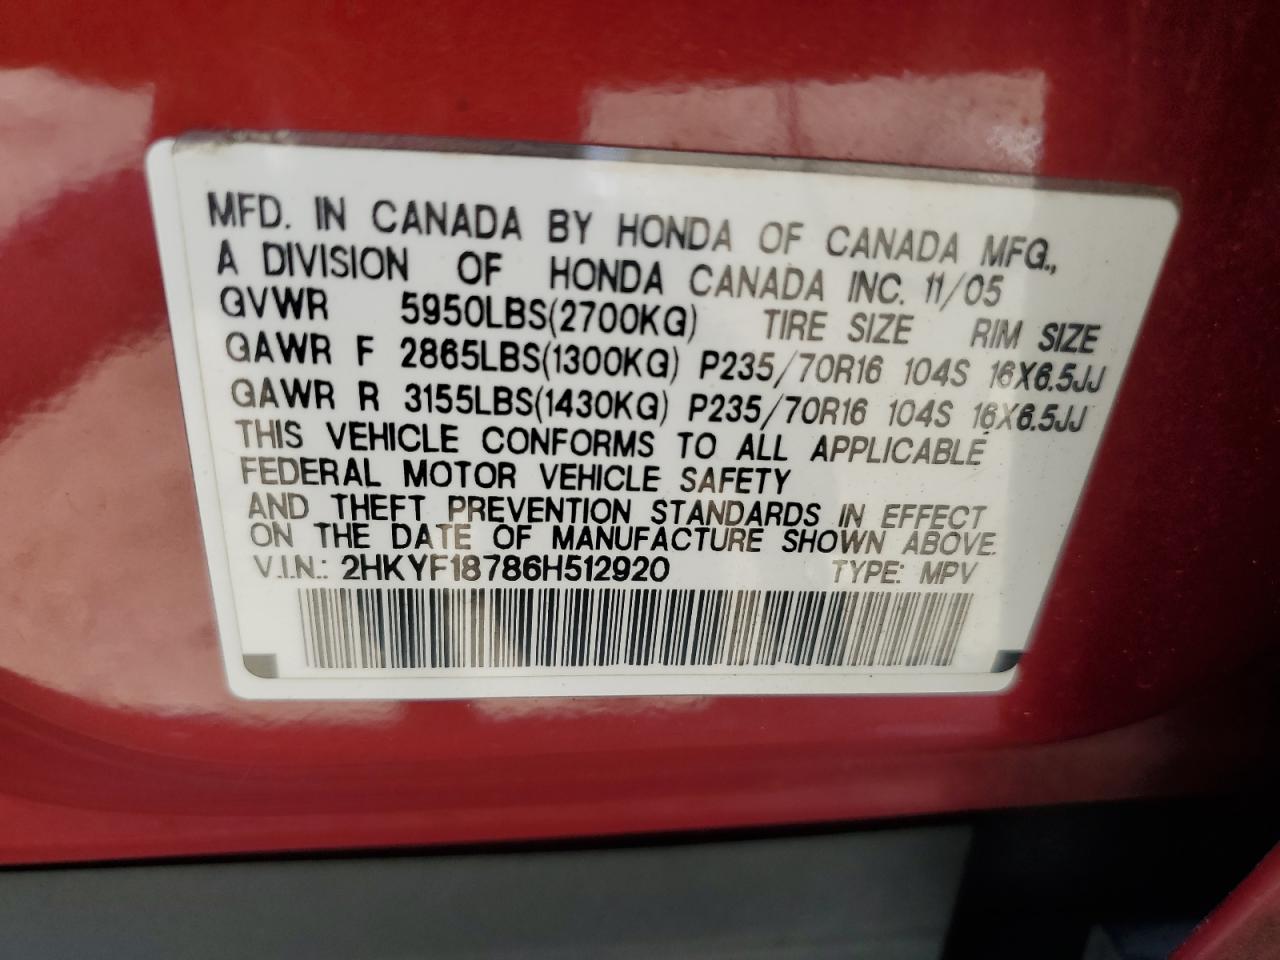 MFD. IN CANADA BY HONDA OF CANADA MFG.,
A DIVISION OF HONDA CANADA INC. 11/05
GVWR 5950LBS(2700KG) TIRE SIZE RIM SIZE
GAWR F 2865LBS(1300KG) P235/70R16 104S 16X6.5JJ
GAWR R 3155LBS(1430KG) P235/70R16 104S 16X6.5JJ
THIS VEHICLE CONFORMS TO ALL APPLICABLE
FEDERAL MOTOR VEHICLE SAFETY
AND THEFT PREVENTION STANDARDS IN EFFECT
ON THE DATE OF MANUFACTURE SHOWN ABOVE.
V.I.N.: 2HKYF18786H512920 TYPE: MPV